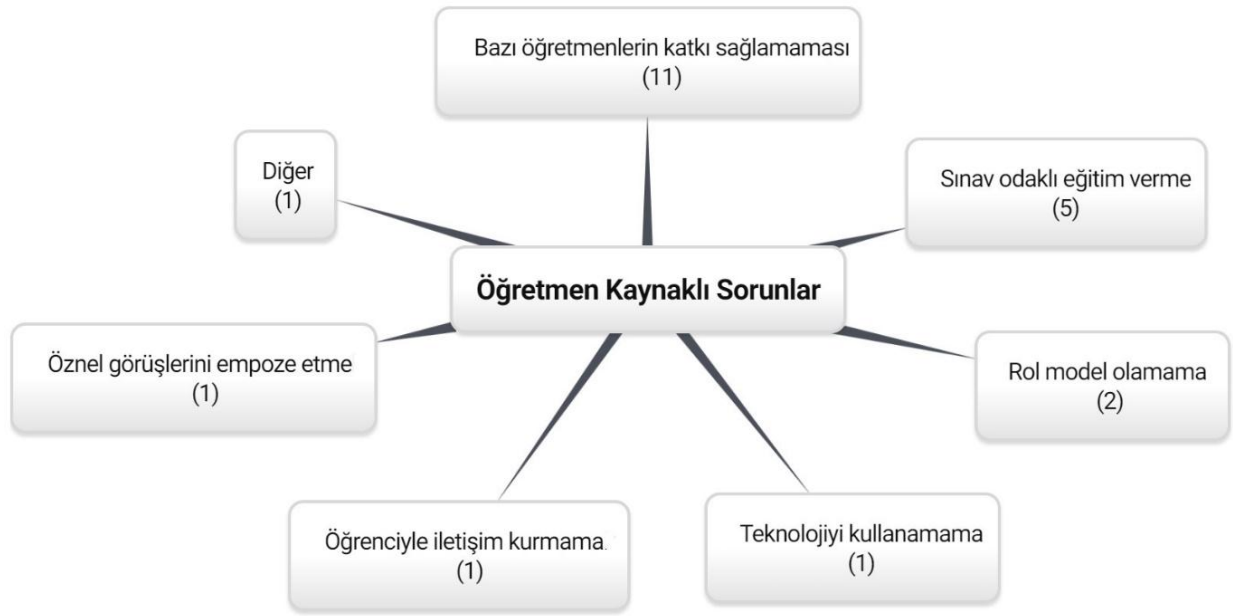 Bazı öğretmenlerin katkı sağlamaması
(11)
Diğer
(1)
Sınav odaklı eğitim verme
(5)
Öğretmen Kaynaklı Sorunlar
Öznel görüşlerini empoze etme
(1)
Rol model olamama
(2)
Öğrenciyle iletişim kurmama
(1)
Teknolojiyi kullanamama
(1)